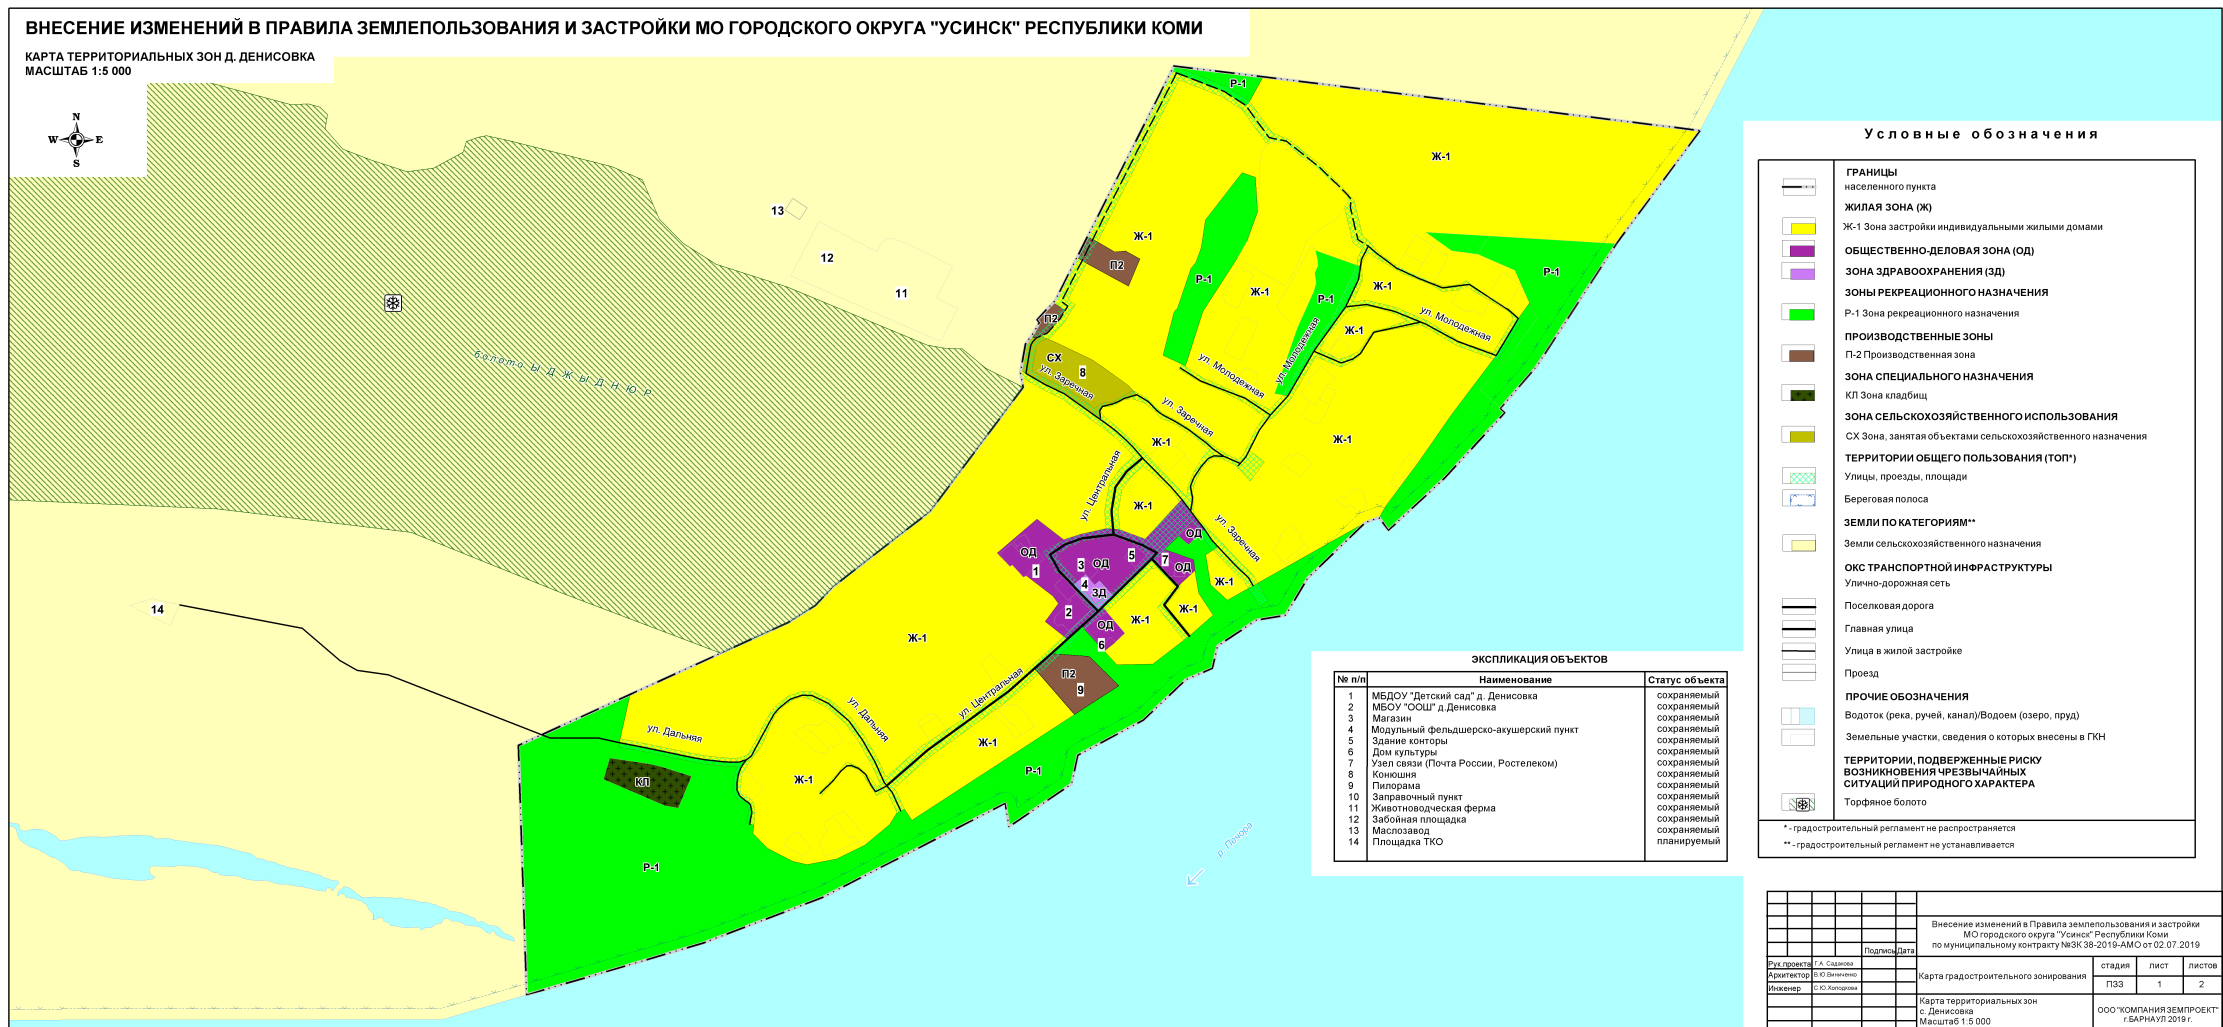 ВНЕСЕНИЕ ИЗМЕНЕНИЙ В ПРАВИЛА ЗЕМЛЕПОЛЬЗОВАНИЯ И ЗАСТРОЙКИ МО ГОРОДСКОГО ОКРУГА "УСИНСК" РЕСПУБЛИКИ КОМИ
КАРТА ТЕРРИТОРИАЛЬНЫХ ЗОН Д. ДЕНИСОВКА
МАСШТАБ 1:5 000
N
W E
S
Р-1
Ж-1
Ж-1
13
12
11
П2
Р-1
Ж-1
Р-1
Ж-1
Р-1
П2
Ж-1
ул. Молодежная
ул. Молодежная
ул. Молодежная
СХ
8
ул. Заречная
ул. Заречная
болото ЫДЖЫДНЮР
Ж-1
Ж-1
ул. Центральная
Ж-1
ул. Заречная
ОД
ОД
1
3
ОД
5
7
ОД
4
ЗД
Ж-1
2
ОД
6
Ж-1
Ж-1
14
Ж-1
П2
9
ул. Центральная
ул. Дальняя
ул. Дальняя
Ж-1
Ж-1
КЛ
Р-1
Р-1
р. Печора
Условные обозначения
ГРАНИЦЫ
населенного пункта
ЖИЛАЯ ЗОНА (Ж)
Ж-1 Зона застройки индивидуальными жилыми домами
ОБЩЕСТВЕННО-ДЕЛОВАЯ ЗОНА (ОД)
ЗОНА ЗДРАВООХРАНЕНИЯ (ЗД)
ЗОНЫ РЕКРЕАЦИОННОГО НАЗНАЧЕНИЯ
Р-1 Зона рекреационного назначения
ПРОИЗВОДСТВЕННЫЕ ЗОНЫ
П-2 Производственная зона
ЗОНА СПЕЦИАЛЬНОГО НАЗНАЧЕНИЯ
КЛ Зона кладбищ
ЗОНА СЕЛЬСКОХОЗЯЙСТВЕННОГО ИСПОЛЬЗОВАНИЯ
СХ Зона, занятая объектами сельскохозяйственного назначения
ТЕРРИТОРИИ ОБЩЕГО ПОЛЬЗОВАНИЯ (ТОП*)
Улицы, проезды, площади
Береговая полоса
ЗЕМЛИ ПО КАТЕГОРИЯМ**
Земли сельскохозяйственного назначения
ОКС ТРАНСПОРТНОЙ ИНФРАСТРУКТУРЫ
Улично-дорожная сеть
Поселковая дорога
Главная улица
Улица в жилой застройке
Проезд
ПРОЧИЕ ОБОЗНАЧЕНИЯ
Водоток (река, ручей, канал)/Водоем (озеро, пруд)
Земельные участки, сведения о которых внесены в ГКН
ТЕРРИТОРИИ, ПОДВЕРЖЕННЫЕ РИСКУ
ВОЗНИКНОВЕНИЯ ЧРЕЗВЫЧАЙНЫХ
СИТУАЦИЙ ПРИРОДНОГО ХАРАКТЕРА
Торфяное болото
* - градостроительный регламент не распространяется
** - градостроительный регламент не устанавливается
ЭКСПЛИКАЦИЯ ОБЪЕКТОВ
№ п/п Наименование Статус объекта
1 МБДОУ "Детский сад" д. Денисовка сохраняемый
2 МБОУ "ООШ" д.Денисовка сохраняемый
3 Магазин сохраняемый
4 Модульный фельдшерско-акушерский пункт сохраняемый
5 Здание конторы сохраняемый
6 Дом культуры сохраняемый
7 Узел связи (Почта России, Ростелеком) сохраняемый
8 Конюшня сохраняемый
9 Пилорама сохраняемый
10 Заправочный пункт сохраняемый
11 Животноводческая ферма сохраняемый
12 Забойная площадка сохраняемый
13 Маслозавод сохраняемый
14 Площадка ТКО планируемый
Внесение изменений в Правила землепользования и застройки
МО городского округа "Усинск" Республики Коми
по муниципальному контракту №ЗК 38-2019-АМО от 02.07.2019
Подпись Дата
Рук.проекта Г.А. Садакова
Архитектор В.Ю.Виниченко
Инженер С.Ю.Холодкова
Карта градостроительного зонирования
стадия лист листов
ПЗЗ 1 2
Карта территориальных зон
с. Денисовка
Масштаб 1:5 000
ООО "КОМПАНИЯ ЗЕМПРОЕКТ"
г.БАРНАУЛ 2019 г.